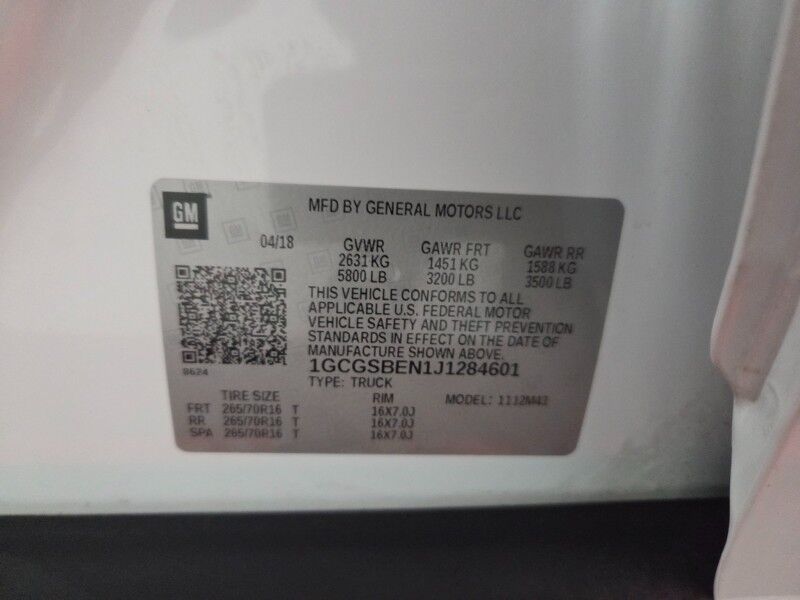 GM
MFD BY GENERAL MOTORS LLC
04/18 GVWR GAWR FRT GAWR RR
2631 KG 1451 KG 1588 KG
5800 LB 3200 LB 3500 LB
THIS VEHICLE CONFORMS TO ALL
APPLICABLE U.S. FEDERAL MOTOR
VEHICLE SAFETY AND THEFT PREVENTION
STANDARDS IN EFFECT ON THE DATE OF
MANUFACTURE SHOWN ABOVE.
8624 1GCGSBEN1J1284601
TYPE: TRUCK
TIRE SIZE RIM MODEL: 1112M43
FRT 265/70R16 T 16X7.0J
RR 265/70R16 T 16X7.0J
SPA 265/70R16 T 16X7.0J